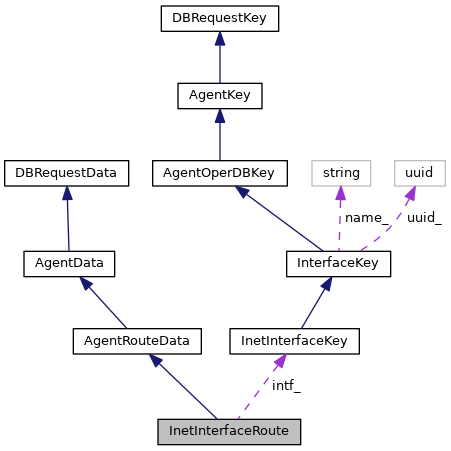 DBRequestKey
AgentKey
DBRequestData
AgentOperDBKey
string
uuid
name_
uuid_
AgentData
InterfaceKey
AgentRouteData
InetInterfaceKey
intf_
InetInterfaceRoute